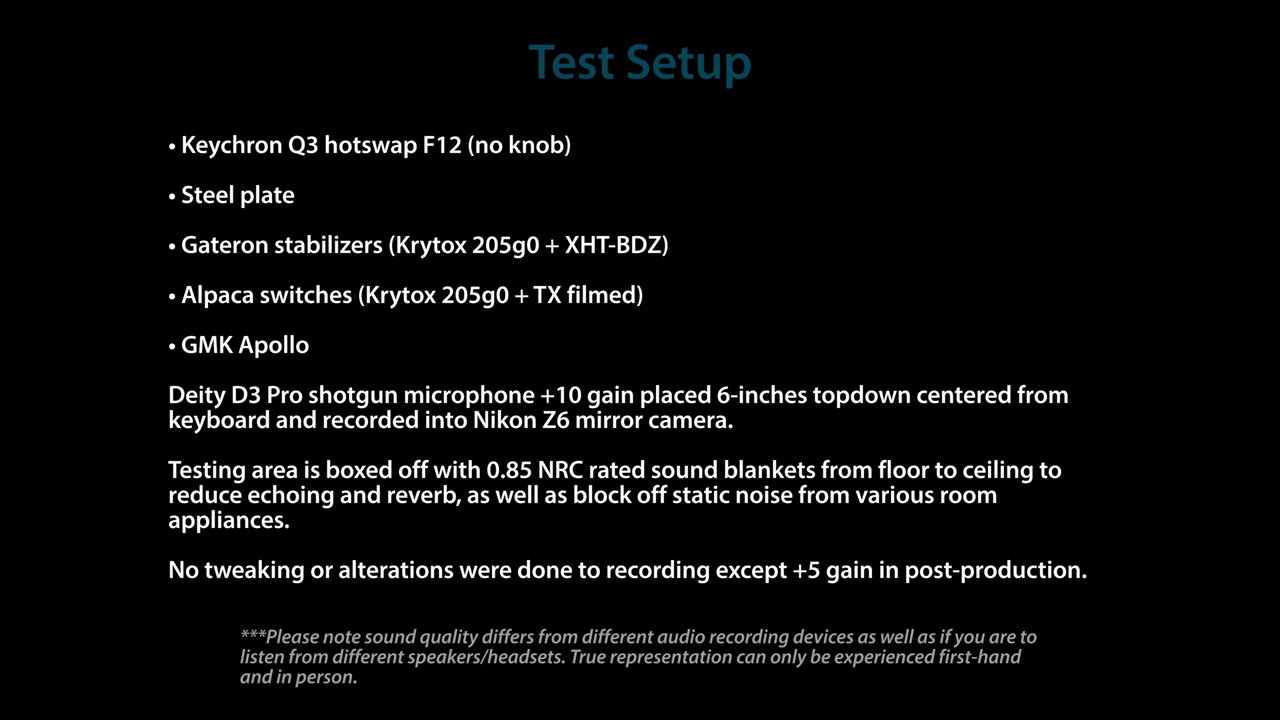 Test Setup
• Keychron Q3 hotswap F12 (no knob)
• Steel plate
• Gateron stabilizers (Krytox 205g0 + XHT-BDZ)
• Alpaca switches (Krytox 205g0 + TX filmed)
• GMK Apollo
Deity D3 Pro shotgun microphone +10 gain placed 6-inches topdown centered from
keyboard and recorded into Nikon Z6 mirror camera.
Testing area is boxed off with 0.85 NRC rated sound blankets from floor to ceiling to
reduce echoing and reverb, as well as block off static noise from various room
appliances.
No tweaking or alterations were done to recording except +5 gain in post-production.
***Please note sound quality differs from different audio recording devices as well as if you are to
listen from different speakers/headsets. True representation can only be experienced first-hand
and in person.